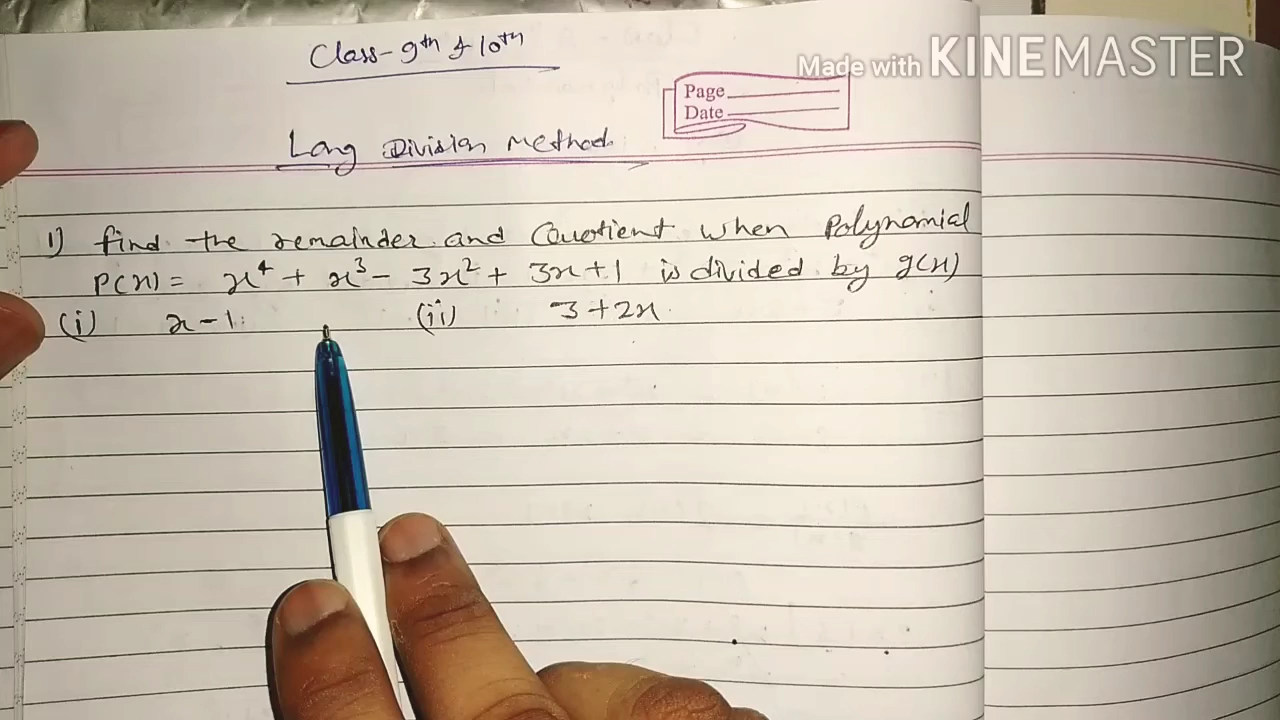 Class-9th & 10th
Made with KINEMASTER
Page
Date
Long Division Method.
1) find the remainder and Quotient when Polynomial
P(x) = x⁴ + x³ - 3x² + 3x + 1 is divided by g(x)
(i) x - 1 (ii) 3 + 2x